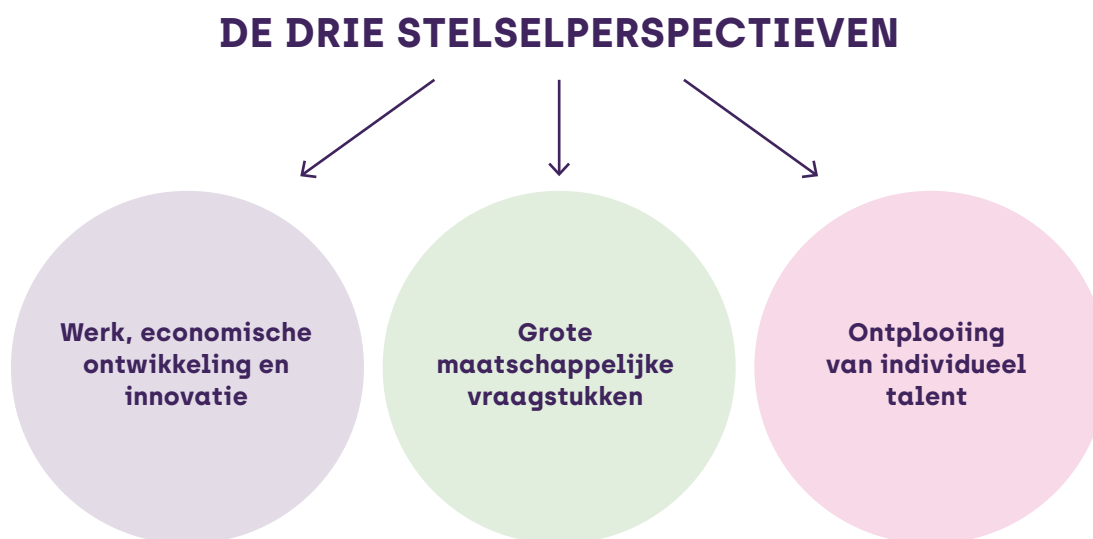 DE DRIE STELSELPERSPECTIEVEN
Werk, economische
ontwikkeling en
innovatie
Grote
maatschappelijke
vraagstukken
Ontplooiing
van individueel
talent